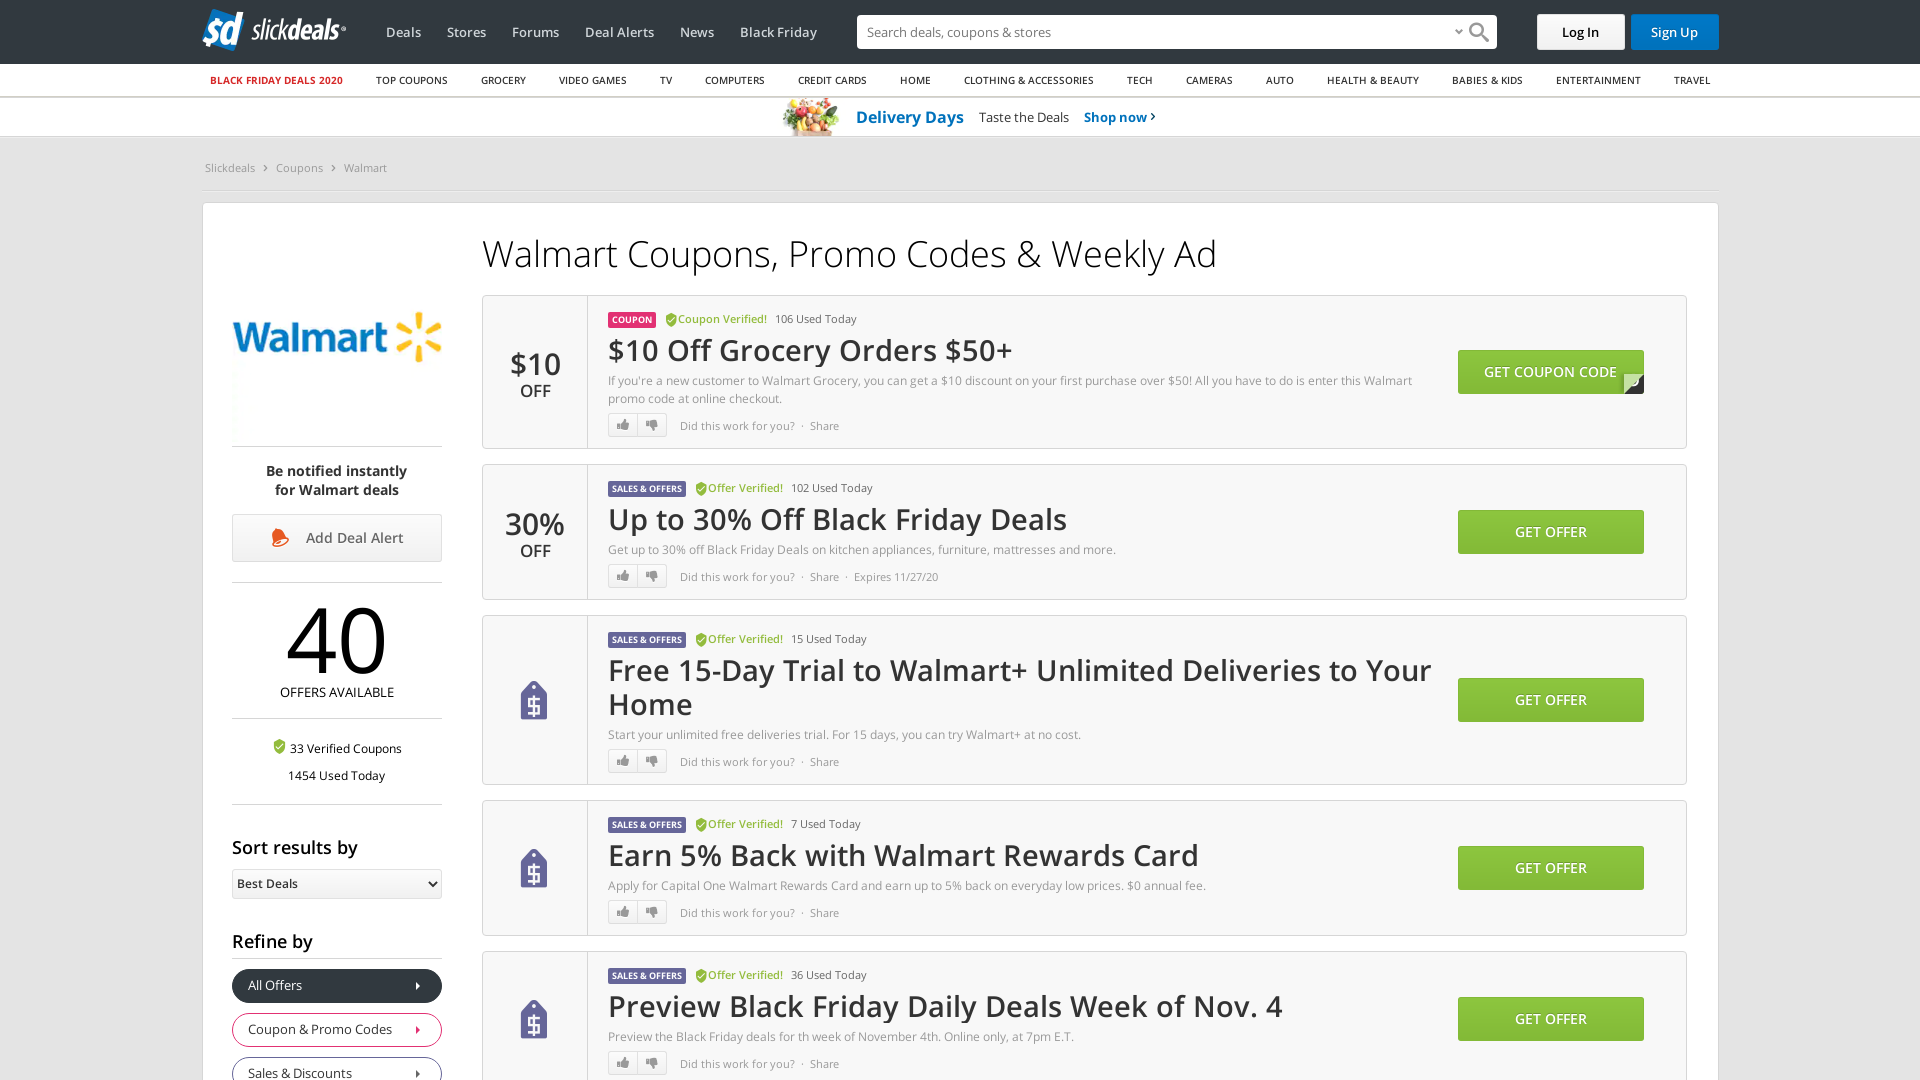 sd slickdeals
Deals
Stores
Forums
Deal Alerts
News
Black Friday
Search deals, coupons & stores
Log In
Sign Up
BLACK FRIDAY DEALS 2020
TOP COUPONS
GROCERY
VIDEO GAMES
TV
COMPUTERS
CREDIT CARDS
HOME
CLOTHING & ACCESSORIES
TECH
CAMERAS
AUTO
HEALTH & BEAUTY
BABIES & KIDS
ENTERTAINMENT
TRAVEL
Delivery Days Taste the Deals Shop now
Slickdeals > Coupons > Walmart
Walmart
Be notified instantly
for Walmart deals
Add Deal Alert
40
OFFERS AVAILABLE
33 Verified Coupons
1454 Used Today
Sort results by
Best Deals
Refine by
All Offers
Coupon & Promo Codes
Sales & Discounts
Walmart Coupons, Promo Codes & Weekly Ad
$10
OFF
COUPON Coupon Verified! 106 Used Today
$10 Off Grocery Orders $50+
If you're a new customer to Walmart Grocery, you can get a $10 discount on your first purchase over $50! All you have to do is enter this Walmart
promo code at online checkout.
Did this work for you? · Share
GET COUPON CODE
30%
OFF
SALES & OFFERS Offer Verified! 102 Used Today
Up to 30% Off Black Friday Deals
Get up to 30% off Black Friday Deals on kitchen appliances, furniture, mattresses and more.
Did this work for you? · Share · Expires 11/27/20
GET OFFER
SALES & OFFERS Offer Verified! 15 Used Today
Free 15-Day Trial to Walmart+ Unlimited Deliveries to Your
Home
Start your unlimited free deliveries trial. For 15 days, you can try Walmart+ at no cost.
Did this work for you? · Share
GET OFFER
SALES & OFFERS Offer Verified! 7 Used Today
Earn 5% Back with Walmart Rewards Card
Apply for Capital One Walmart Rewards Card and earn up to 5% back on everyday low prices. $0 annual fee.
Did this work for you? · Share
GET OFFER
SALES & OFFERS Offer Verified! 36 Used Today
Preview Black Friday Daily Deals Week of Nov. 4
Preview the Black Friday deals for th week of November 4th. Online only, at 7pm E.T.
Did this work for you? · Share
GET OFFER